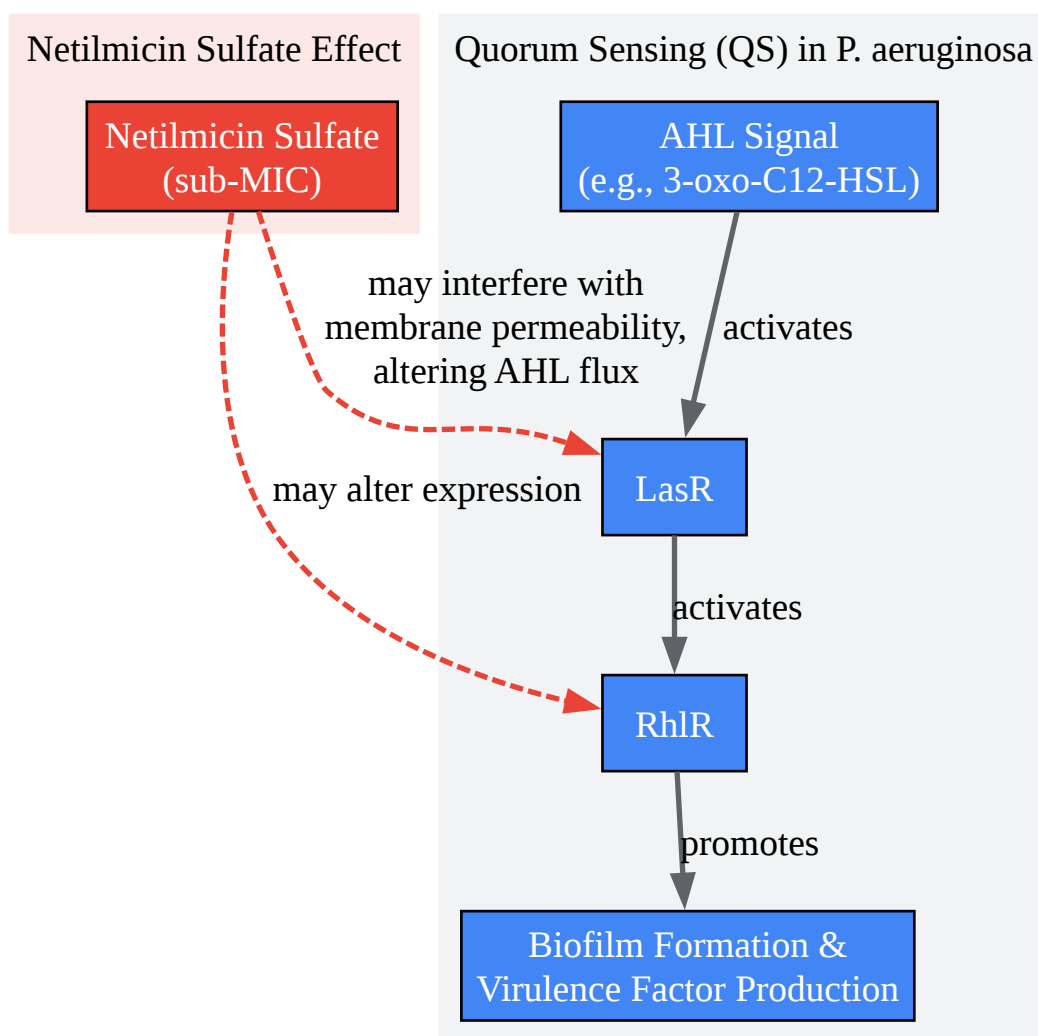 Netilmicin Sulfate Effect
Quorum Sensing (QS) in P. aeruginosa
Netilmicin Sulfate
(sub-MIC)
AHL Signal
(e.g., 3-oxo-C12-HSL)
may interfere with
membrane permeability,
altering AHL flux
activates
LasR
may alter expression
activates
RhlR
promotes
Biofilm Formation &
Virulence Factor Production